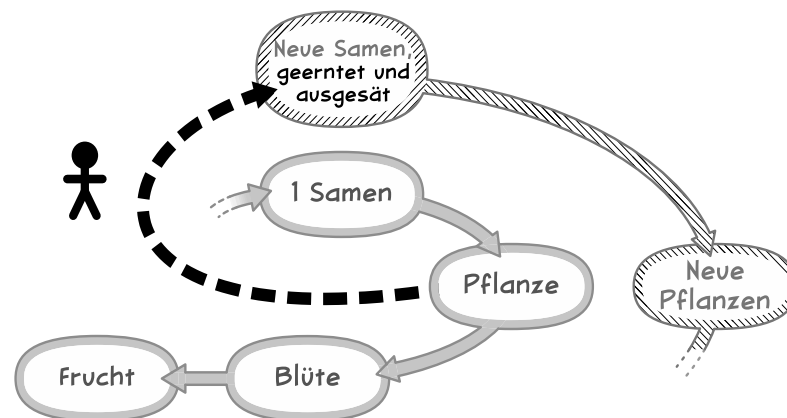 Neue Samen,
geerntet und
ausgesät
1 Samen
Pflanze
Neue
Pflanzen
Blüte
Frucht